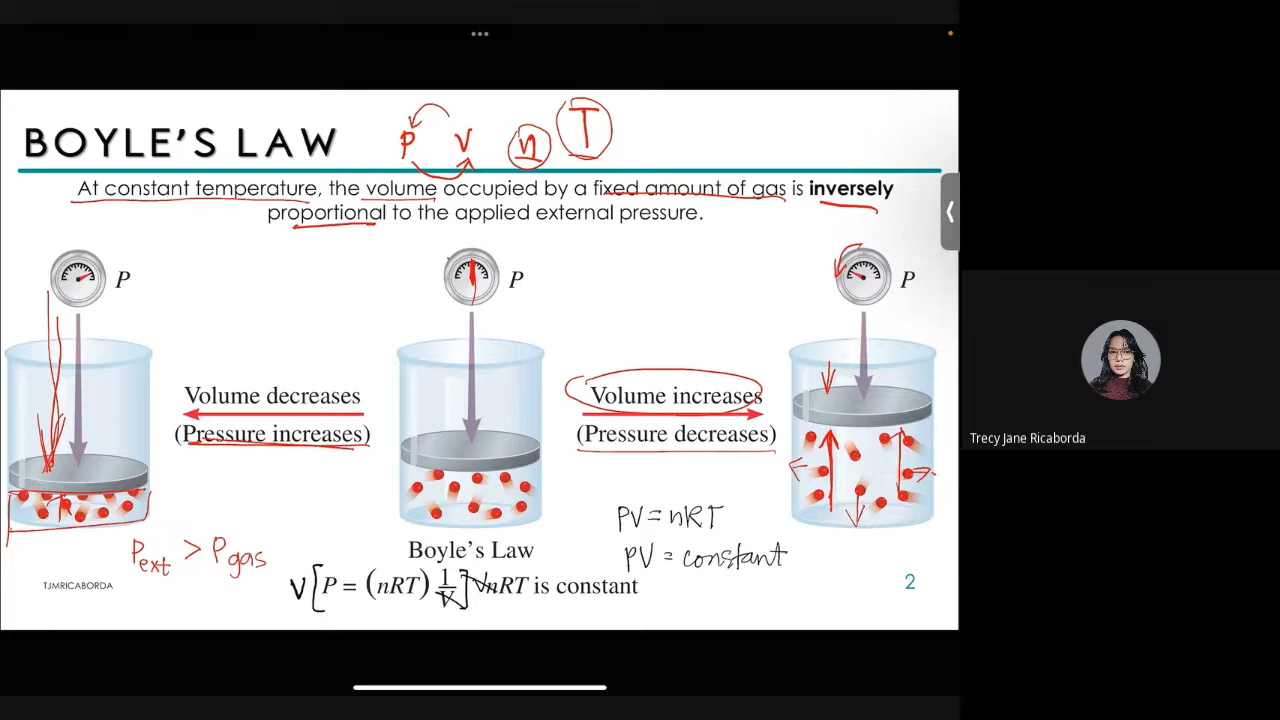 BOYLE'S LAW
P V n T
At constant temperature, the volume occupied by a fixed amount of gas is inversely
proportional to the applied external pressure.
P
P
P
Volume decreases
(Pressure increases)
Volume increases
(Pressure decreases)
Trecy Jane Ricaborda
PV = nRT
PV = constant
Pext > Pgas
Boyle's Law
V[P = (nRT) 1/V]V nRT is constant
TJMRICABORDA
2